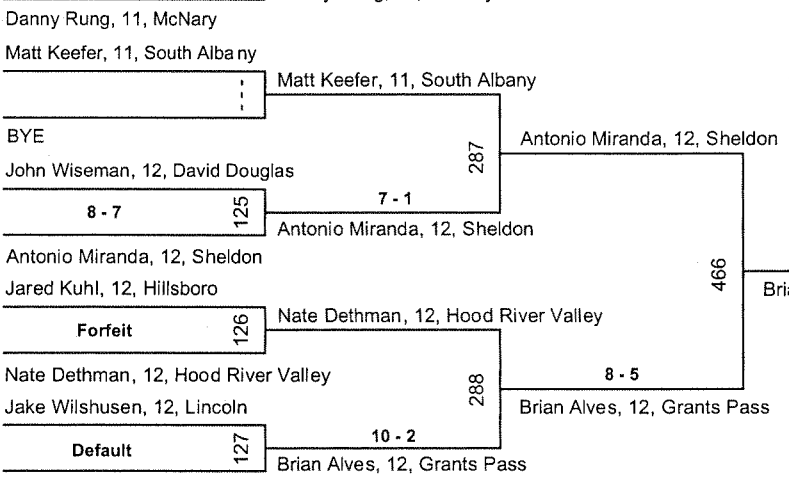 Danny Rung, 11, McNary
Matt Keefer, 11, South Albany
Matt Keefer, 11, South Albany
BYE
287
Antonio Miranda, 12, Sheldon
John Wiseman, 12, David Douglas
8 - 7
125
7 - 1
Antonio Miranda, 12, Sheldon
Antonio Miranda, 12, Sheldon
466
Bri
Jared Kuhl, 12, Hillsboro
Forfeit
126
Nate Dethman, 12, Hood River Valley
Nate Dethman, 12, Hood River Valley
288
8 - 5
Brian Alves, 12, Grants Pass
Jake Wilshusen, 12, Lincoln
Default
127
10 - 2
Brian Alves, 12, Grants Pass